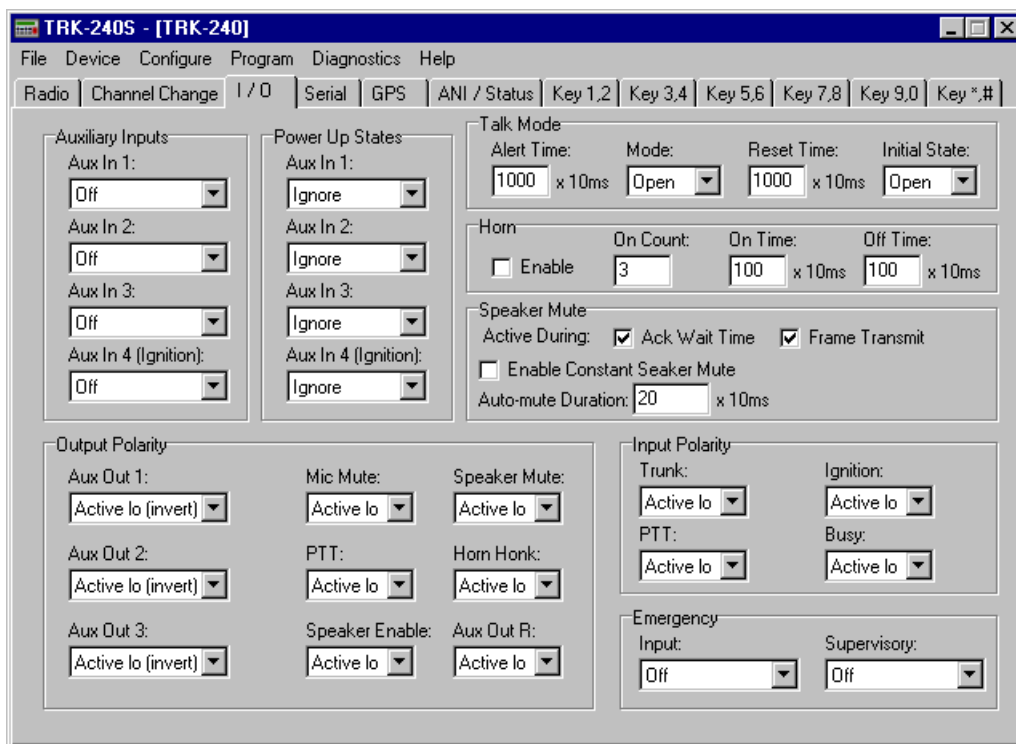 TRK-240S - [TRK-240]
File Device Configure Program Diagnostics Help
Radio Channel Change I / O Serial GPS ANI / Status Key 1,2 Key 3,4 Key 5,6 Key 7,8 Key 9,0 Key *,#
Auxiliary Inputs
Aux In 1:
Off
Aux In 2:
Off
Aux In 3:
Off
Aux In 4 (Ignition):
Off
Power Up States
Aux In 1:
Ignore
Aux In 2:
Ignore
Aux In 3:
Ignore
Aux In 4 (Ignition):
Ignore
Talk Mode
Alert Time: Mode: Reset Time: Initial State:
1000 x 10ms Open 1000 x 10ms Open
Horn
On Count: On Time: Off Time:
Enable 3 100 x 10ms 100 x 10ms
Speaker Mute
Active During: Ack Wait Time Frame Transmit
Enable Constant Seaker Mute
Auto-mute Duration: 20 x 10ms
Output Polarity
Aux Out 1: Mic Mute: Speaker Mute:
Active lo (invert) Active lo Active lo
Aux Out 2: PTT: Horn Honk:
Active lo (invert) Active lo Active lo
Aux Out 3: Speaker Enable: Aux Out R:
Active lo (invert) Active lo Active lo
Input Polarity
Trunk: Ignition:
Active lo Active lo
PTT: Busy:
Active lo Active lo
Emergency
Input: Supervisory:
Off Off